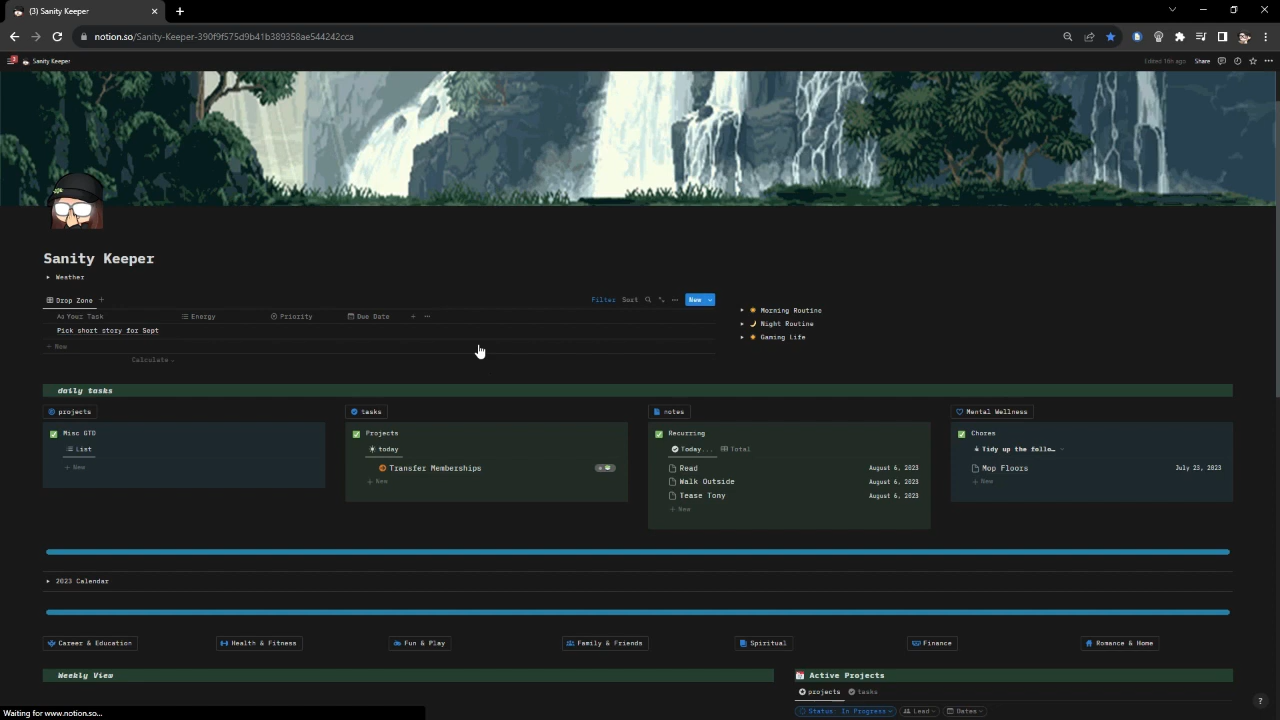 (3) Sanity Keeper
notion.so/Sanity-Keeper-390f9f575d9b41b389358ae544242cca
Sanity Keeper
Edited 16h ago
Share
Sanity Keeper
Weather
Drop Zone
Filter
Sort
New
Aa Your Task
Energy
Priority
Due Date
Pick short story for Sept
+ New
Calculate
Morning Routine
Night Routine
Gaming Life
daily tasks
projects
tasks
notes
Mental Wellness
Misc GTD
List
+ New
Projects
today
Transfer Memberships
+ New
Recurring
Today...
Total
Read August 6, 2023
Walk Outside August 6, 2023
Tease Tony August 6, 2023
+ New
Chores
Tidy up the follo…
Mop Floors July 23, 2023
+ New
2023 Calendar
Career & Education
Health & Fitness
Fun & Play
Family & Friends
Spiritual
Finance
Romance & Home
Weekly View
Active Projects
projects
tasks
Status: In Progress
Lead
Dates
Waiting for www.notion.so...
?